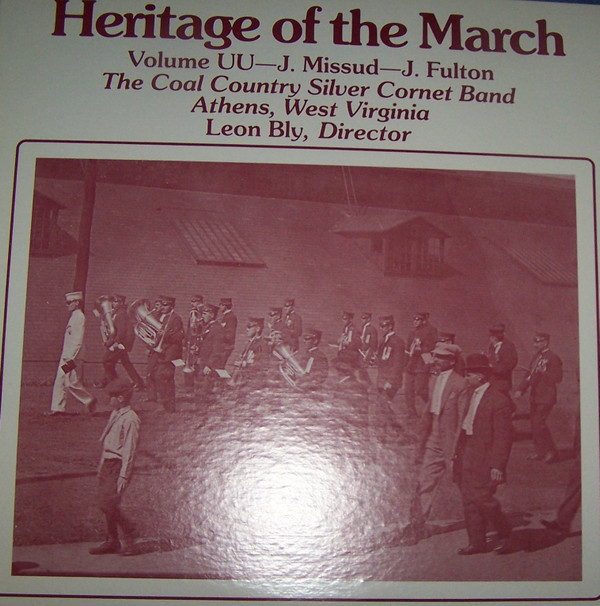 Heritage of the March
Volume UU—J. Missud—J. Fulton
The Coal Country Silver Cornet Band
Athens, West Virginia
Leon Bly, Director